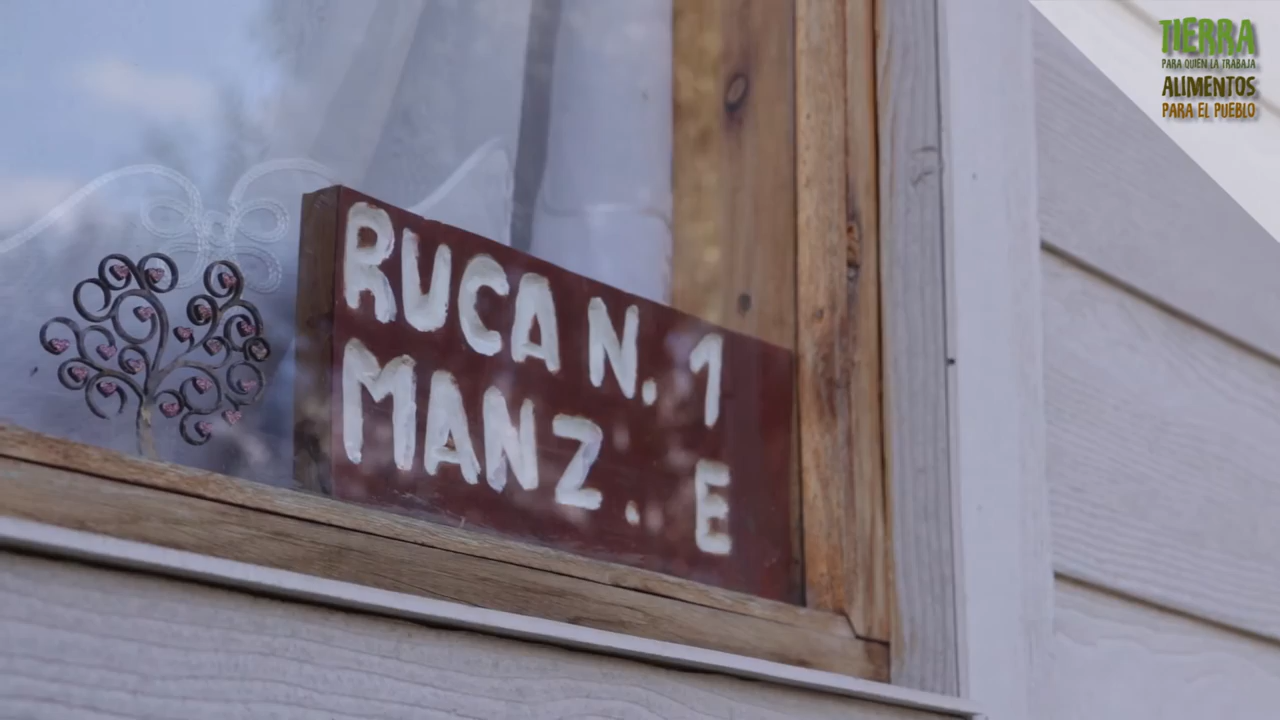 RUCA N. 1
MANZ. E
TIERRA
PARA QUIEN LA TRABAJA
ALIMENTOS
PARA EL PUEBLO